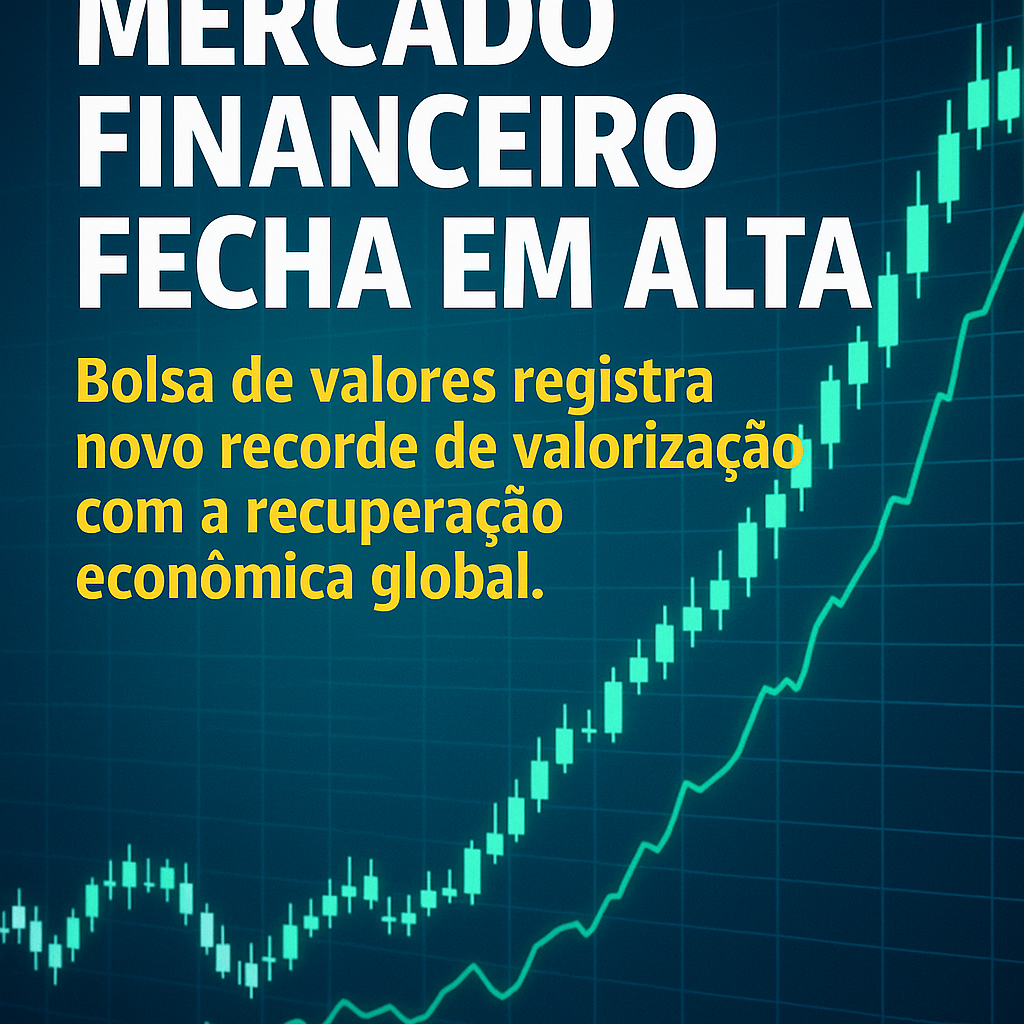 MERCADO
FINANCEIRO
FECHA EM ALTA
Bolsa de valores registra
novo recorde de valorização
com a recuperação
econômica global.